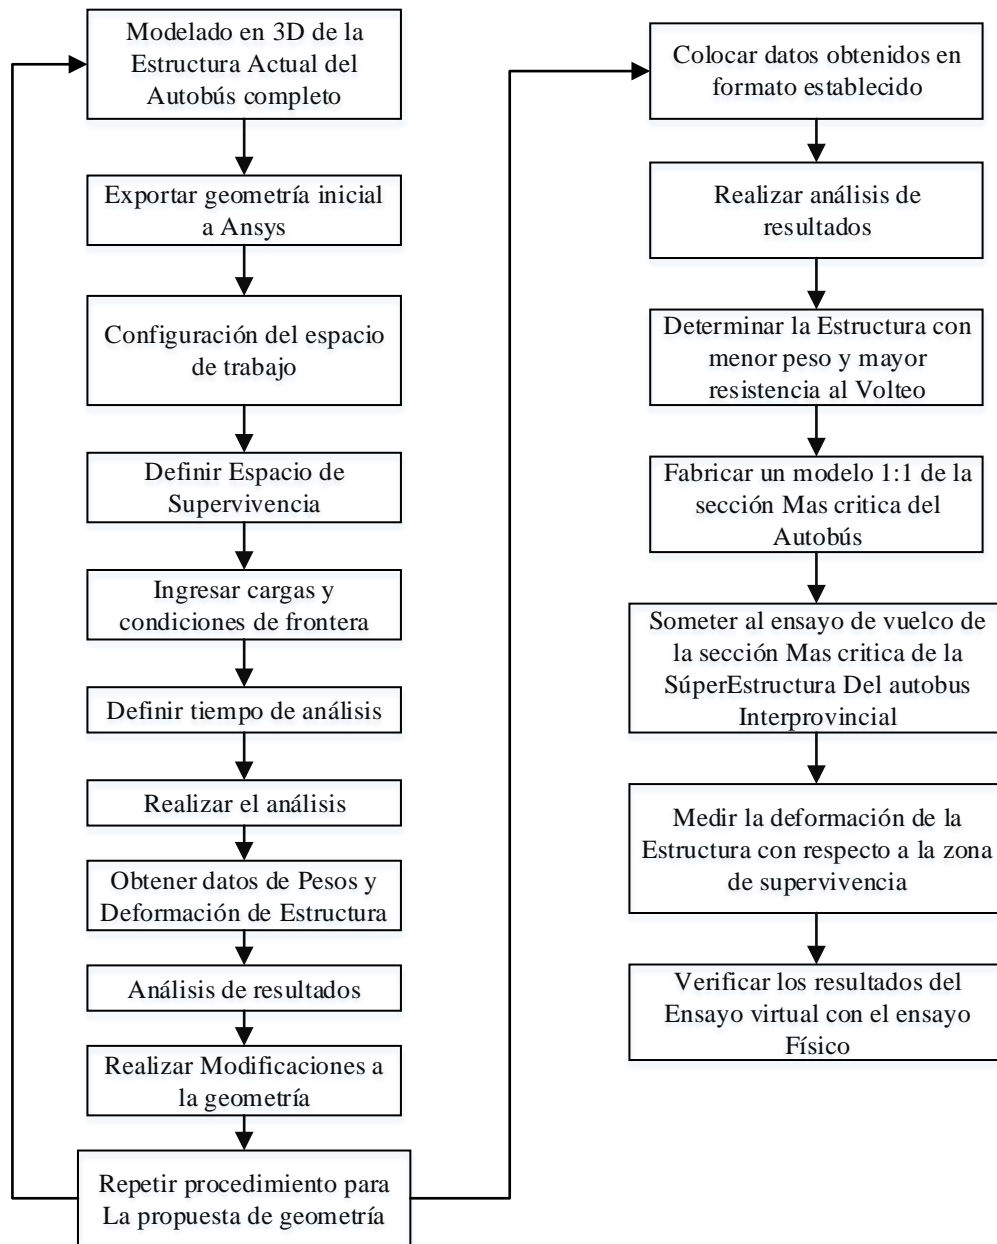 Modelado en 3D de la
Estructura Actual del
Autobús completo
Exportar geometría inicial
a Ansys
Configuración del espacio
de trabajo
Definir Espacio de
Supervivencia
Ingresar cargas y
condiciones de frontera
Definir tiempo de análisis
Realizar el análisis
Obtener datos de Pesos y
Deformación de Estructura
Análisis de resultados
Realizar Modificaciones a
la geometría
Repetir procedimiento para
La propuesta de geometría
Colocar datos obtenidos en
formato establecido
Realizar análisis de
resultados
Determinar la Estructura con
menor peso y mayor
resistencia al Volteo
Fabricar un modelo 1:1 de la
sección Mas critica del
Autobús
Someter al ensayo de vuelco de
la sección Mas critica de la
SúperEstructura Del autobus
Interprovincial
Medir la deformación de la
Estructura con respecto a la zona
de supervivencia
Verificar los resultados del
Ensayo virtual con el ensayo
Físico